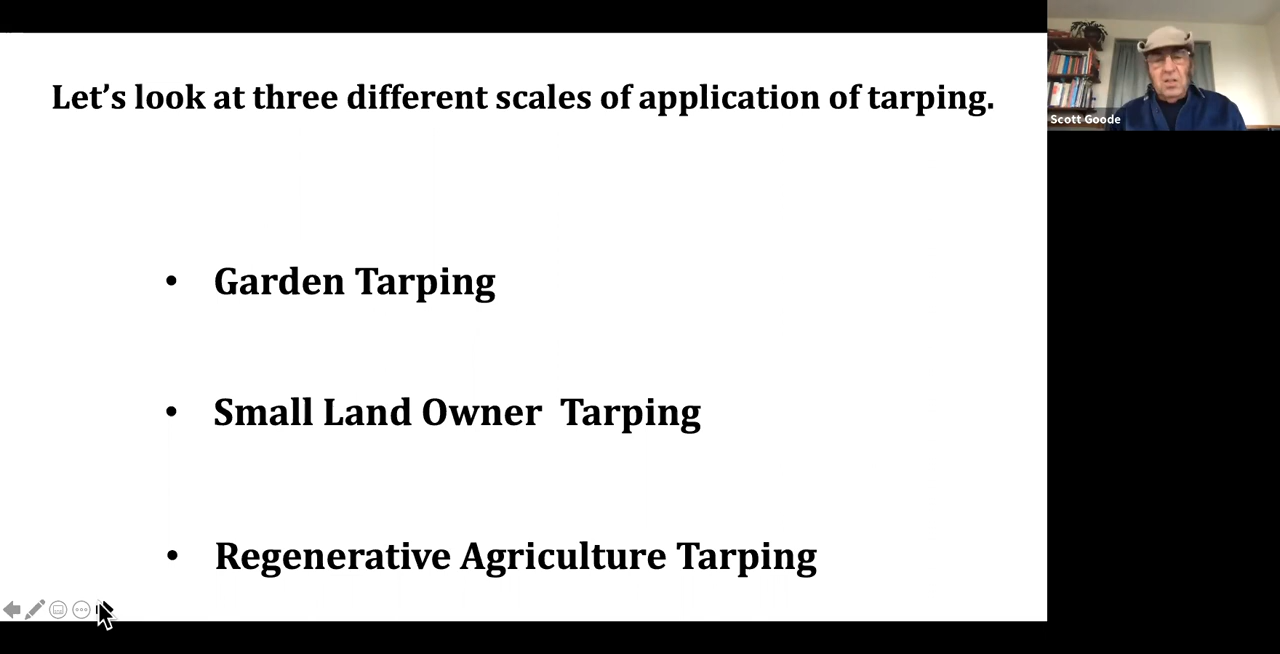 Let's look at three different scales of application of tarping.
Scott Goode
• Garden Tarping
• Small Land Owner  Tarping
• Regenerative Agriculture Tarping